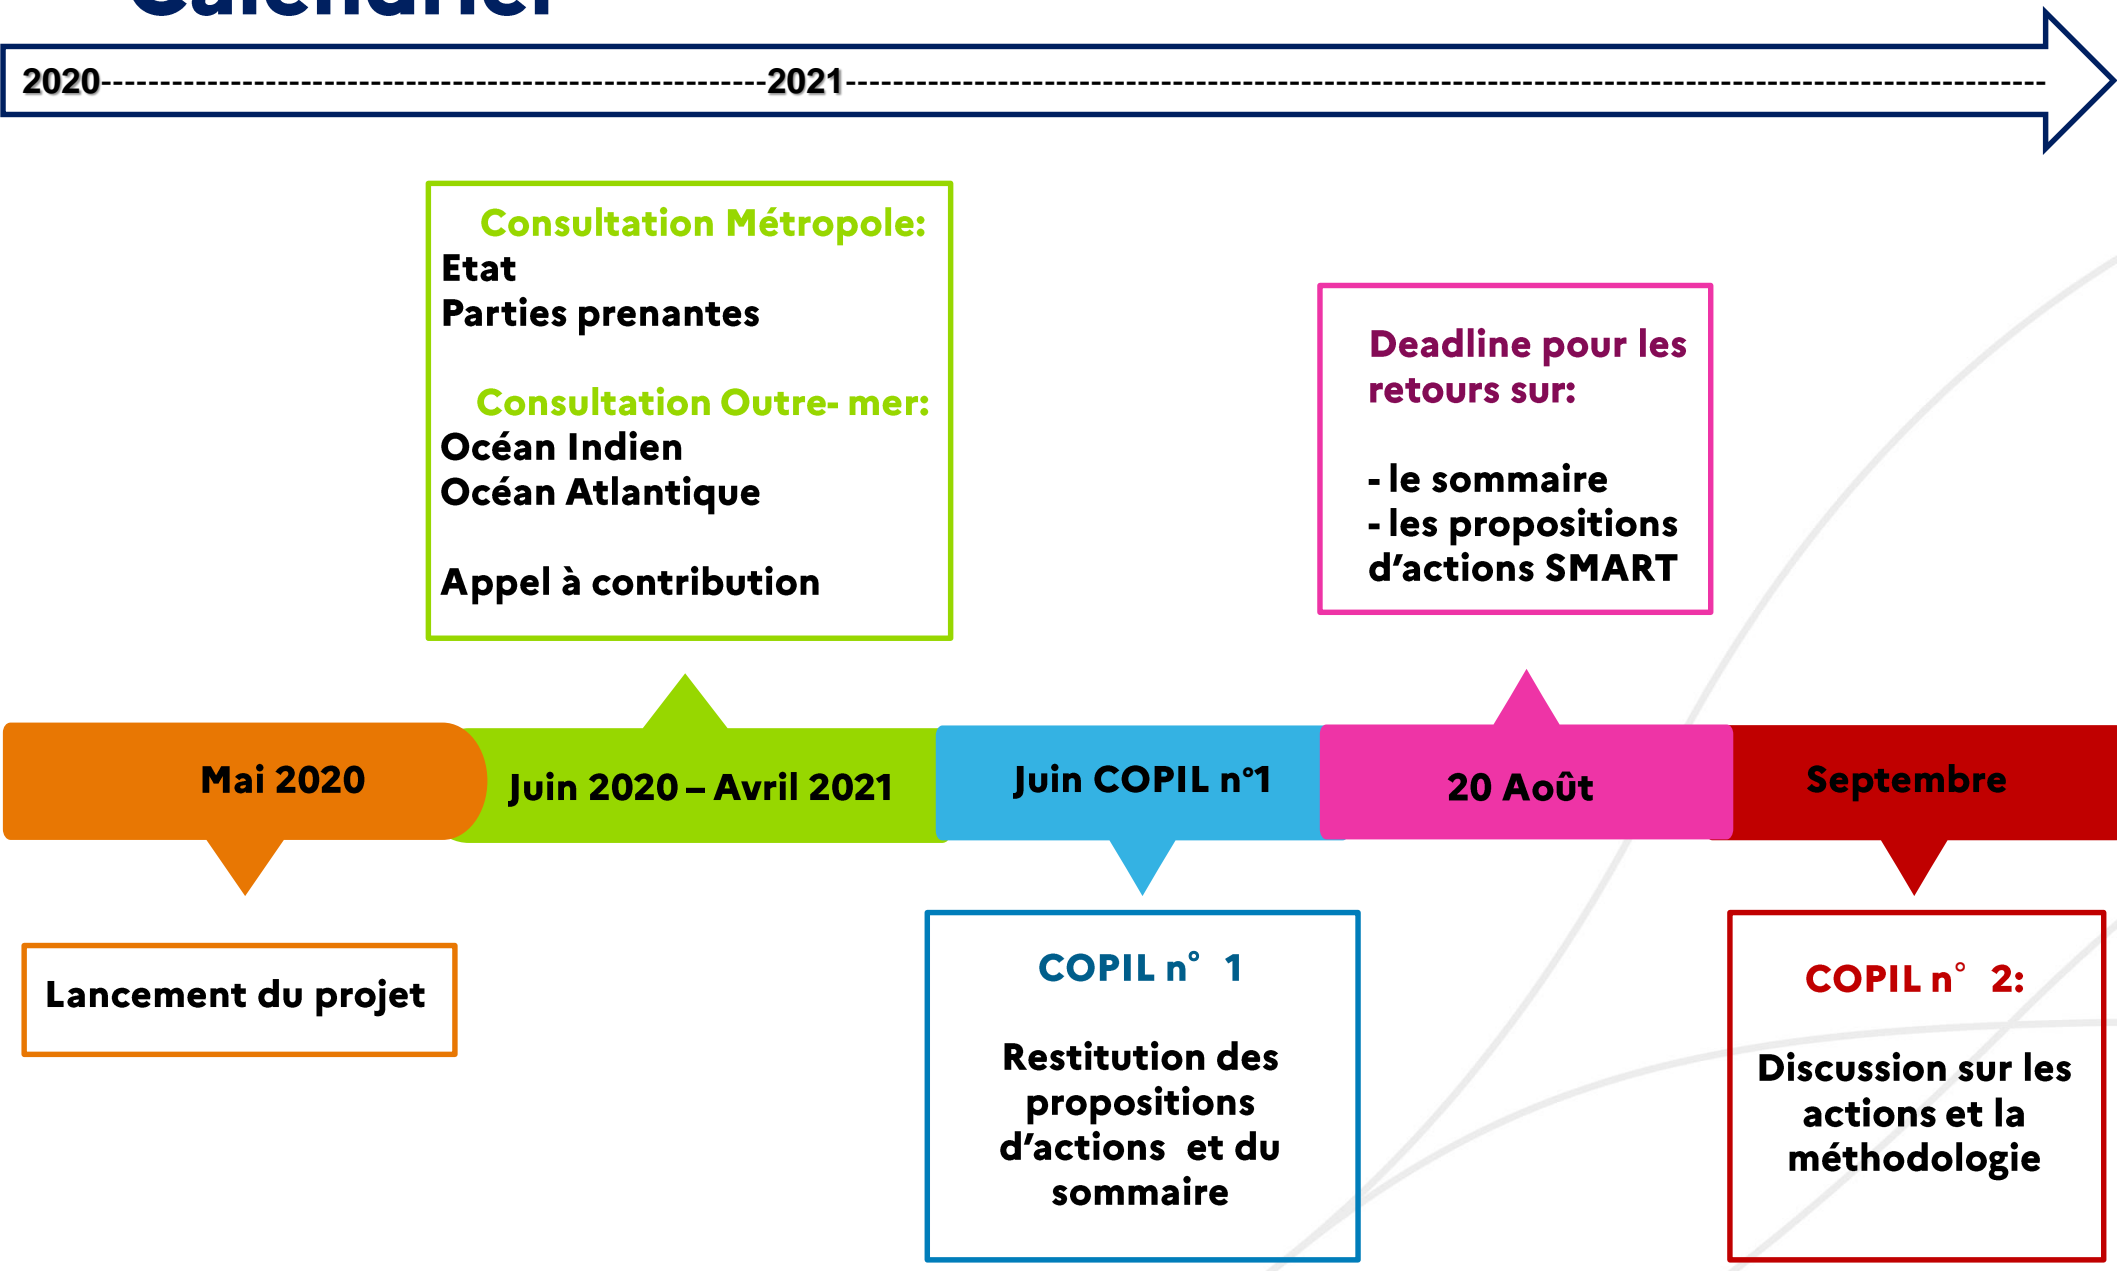 Calendrier
2020--------------------------------------------------------2021-----------------------------------------------------------------------------------------------------
Consultation Métropole:
Etat
Parties prenantes
Consultation Outre- mer:
Océan Indien
Océan Atlantique
Appel à contribution
Deadline pour les
retours sur:
- le sommaire
- les propositions
d’actions SMART
Mai 2020
Juin 2020 – Avril 2021
Juin COPIL n°1
20 Août
Septembre
Lancement du projet
COPIL n° 1
Restitution des
propositions
d’actions et du
sommaire
COPIL n° 2:
Discussion sur les
actions et la
méthodologie